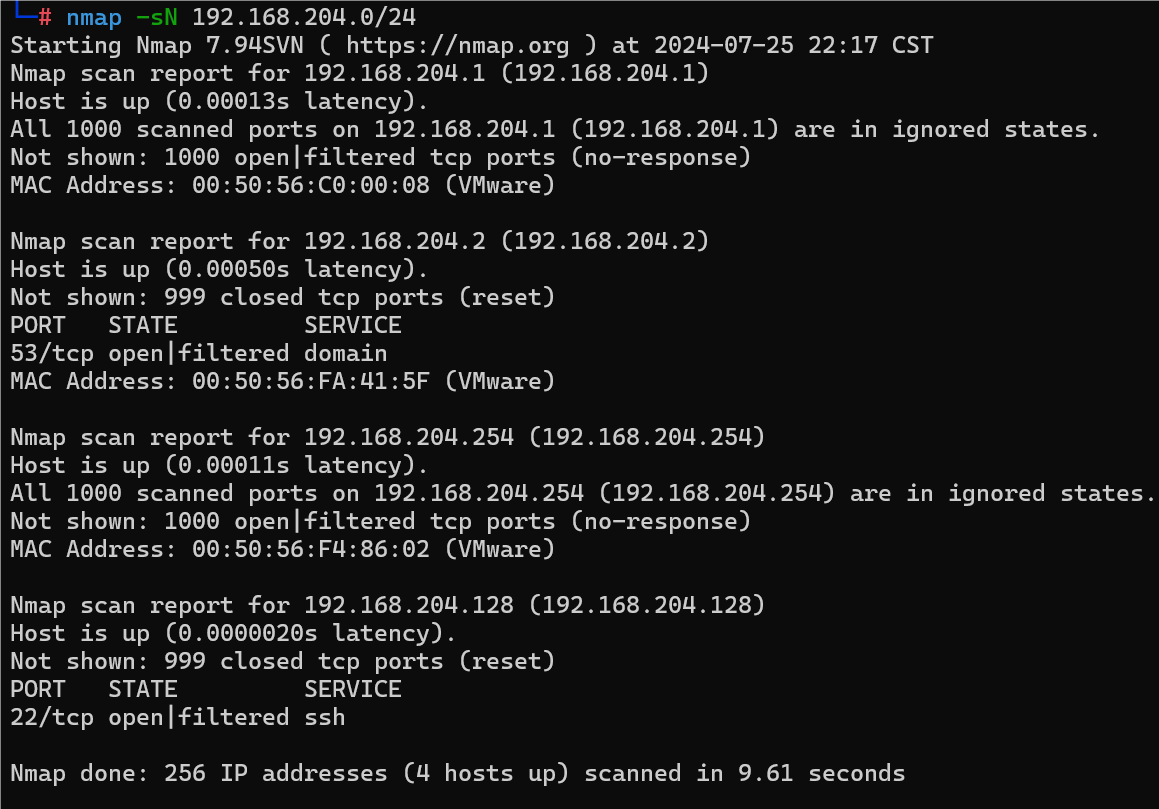 └─# nmap -sN 192.168.204.0/24
Starting Nmap 7.94SVN ( https://nmap.org ) at 2024-07-25 22:17 CST
Nmap scan report for 192.168.204.1 (192.168.204.1)
Host is up (0.00013s latency).
All 1000 scanned ports on 192.168.204.1 (192.168.204.1) are in ignored states.
Not shown: 1000 open|filtered tcp ports (no-response)
MAC Address: 00:50:56:C0:00:08 (VMware)

Nmap scan report for 192.168.204.2 (192.168.204.2)
Host is up (0.00050s latency).
Not shown: 999 closed tcp ports (reset)
PORT   STATE         SERVICE
53/tcp open|filtered domain
MAC Address: 00:50:56:FA:41:5F (VMware)

Nmap scan report for 192.168.204.254 (192.168.204.254)
Host is up (0.00011s latency).
All 1000 scanned ports on 192.168.204.254 (192.168.204.254) are in ignored states.
Not shown: 1000 open|filtered tcp ports (no-response)
MAC Address: 00:50:56:F4:86:02 (VMware)

Nmap scan report for 192.168.204.128 (192.168.204.128)
Host is up (0.0000020s latency).
Not shown: 999 closed tcp ports (reset)
PORT   STATE         SERVICE
22/tcp open|filtered ssh

Nmap done: 256 IP addresses (4 hosts up) scanned in 9.61 seconds